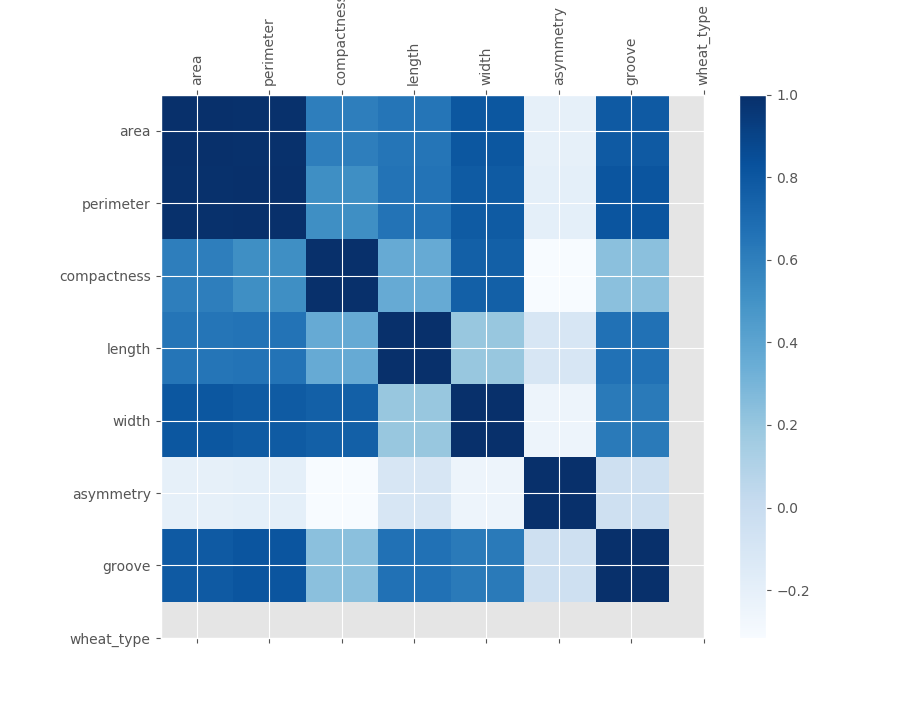 area
perimeter
compactness
length
width
asymmetry
groove
wheat_type
area
perimeter
compactness
length
width
asymmetry
groove
wheat_type
1.0
0.8
0.6
0.4
0.2
0.0
−0.2